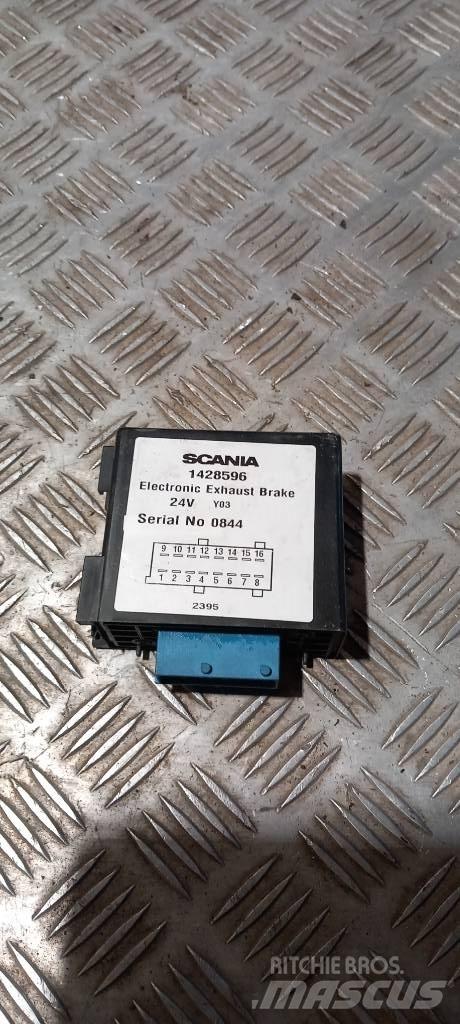 SCANIA
1428596
Electronic Exhaust Brake
24V Y03
Serial No 0844
9 10 11 12 13 14 15 16
1 2 3 4 5 6 7 8
2395
RITCHIE BROS.
MASCUS